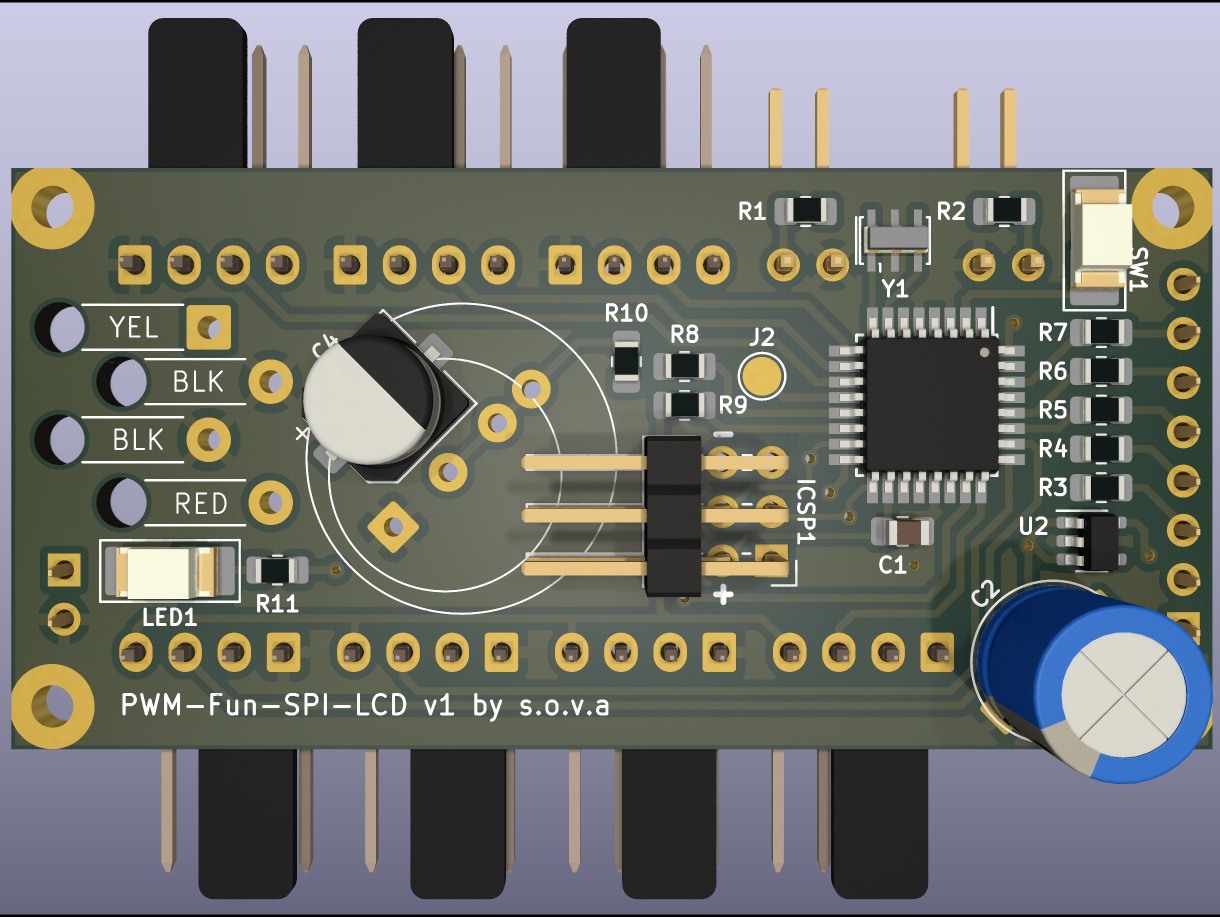 R1
R2
Y1
SW1
YEL
BLK
BLK
RED
C4
R10
R8
J2
R9
R7
R6
R5
R4
R3
U2
ICSP1
C1
C2
LED1
R11
PWM-Fun-SPI-LCD v1 by s.o.v.a